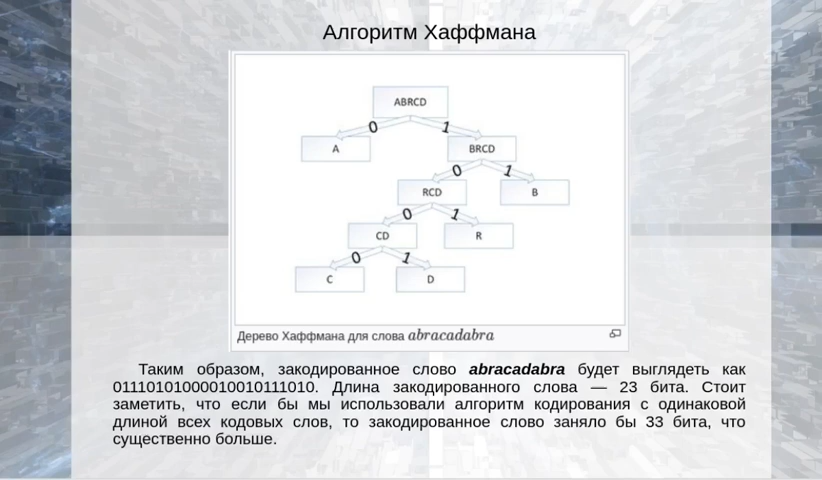 Алгоритм Хаффмана
ABRCD
0 1
A BRCD
0 1
RCD B
0 1
CD R
0 1
C D
Дерево Хаффмана для слова abracadabra
Таким образом, закодированное слово abracadabra будет выглядеть как
01110101000010010111010. Длина закодированного слова — 23 бита. Стоит
заметить, что если бы мы использовали алгоритм кодирования с одинаковой
длиной всех кодовых слов, то закодированное слово заняло бы 33 бита, что
существенно больше.